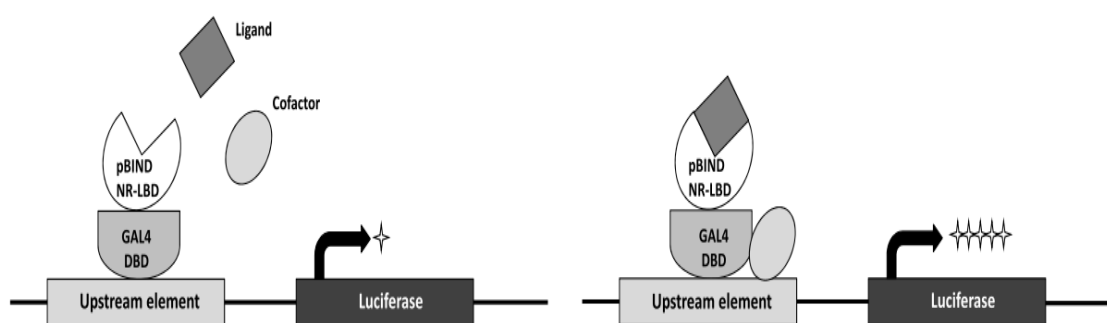 Ligand
Cofactor
pBIND
NR-LBD
GAL4
DBD
Upstream element
Luciferase
pBIND
NR-LBD
GAL4
DBD
Upstream element
Luciferase